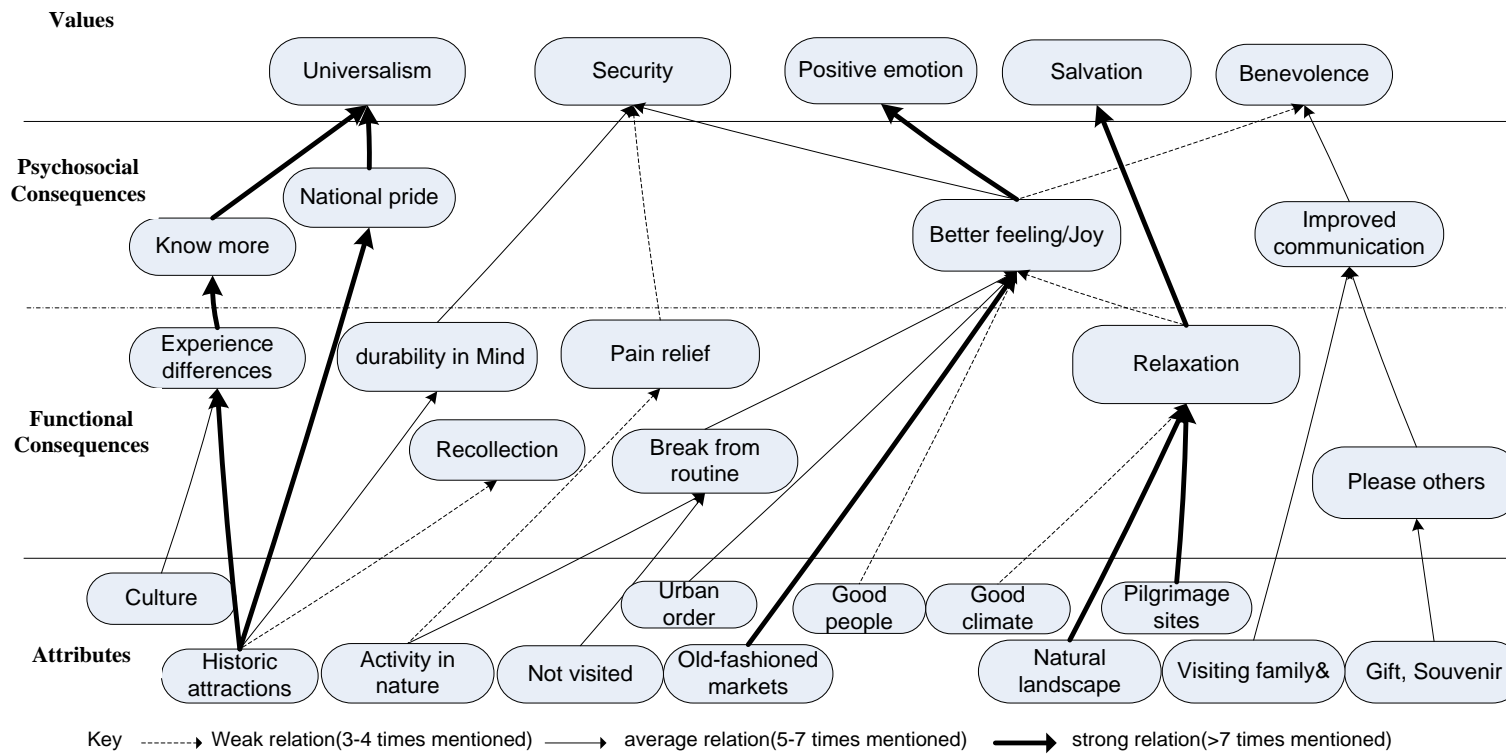 Values
Universalism
Security
Positive emotion
Salvation
Benevolence
Psychosocial
Consequences
National pride
Know more
Better feeling/Joy
Improved
communication
Experience
differences
durability in Mind
Pain relief
Relaxation
Functional
Consequences
Recollection
Break from
routine
Please others
Culture
Urban
order
Good
people
Good
climate
Pilgrimage
sites
Attributes
Historic
attractions
Activity in
nature
Not visited
Old-fashioned
markets
Natural
landscape
Visiting family&
Gift, Souvenir
Key Weak relation(3-4 times mentioned) average relation(5-7 times mentioned) strong relation(>7 times mentioned)